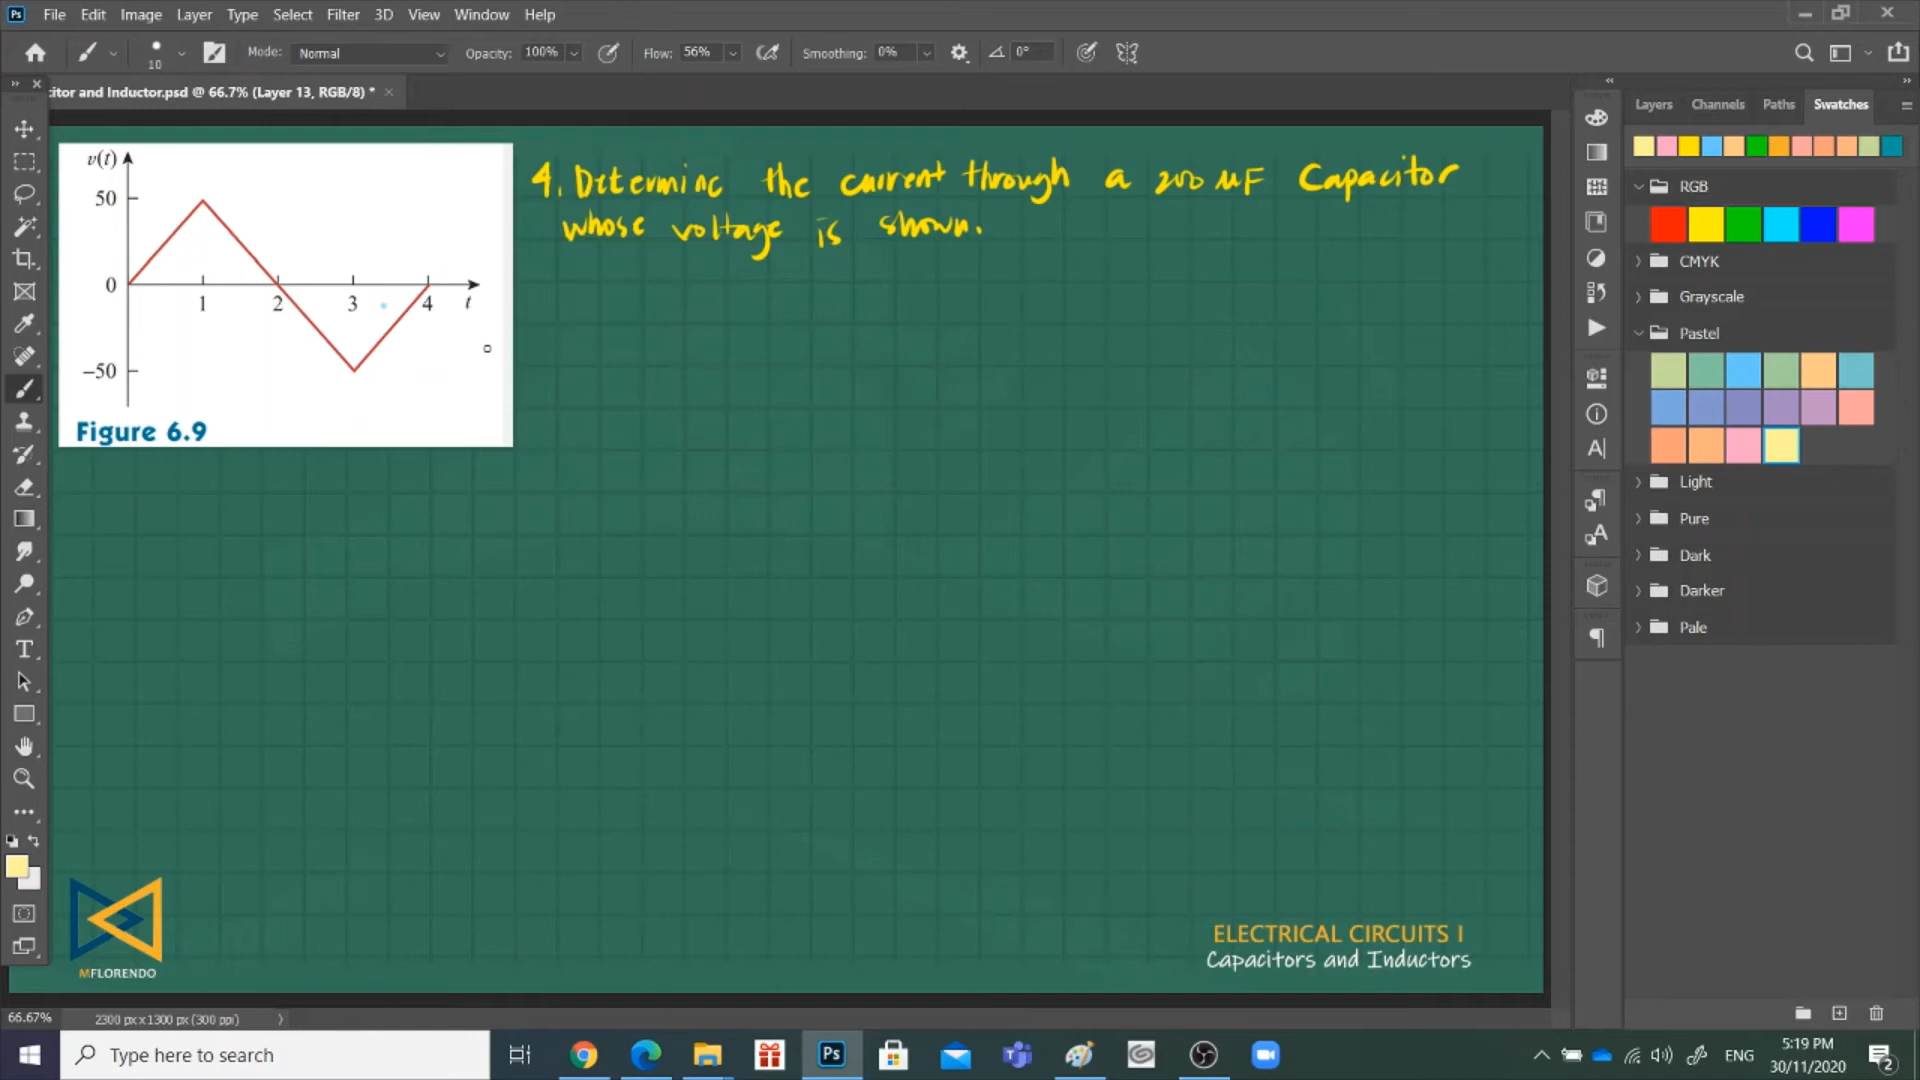 File Edit Image Layer Type Select Filter 3D View Window Help
10 Mode: Normal Opacity: 100% Flow: 56% Smoothing: 0% 0°
itor and Inductor.psd @ 66.7% (Layer 13, RGB/8) *
Layers Channels Paths Swatches
RGB
CMYK
Grayscale
Pastel
Light
Pure
Dark
Darker
Pale
v(t)
50
0
-50
1 2 3 4 t
Figure 6.9
4. Determine the current through a 200 µF Capacitor
whose voltage is shown.
MFLORENDO
ELECTRICAL CIRCUITS I
Capacitors and Inductors
66.67% 2300 px x 1300 px (300 ppi)
Type here to search
ENG
5:19 PM
30/11/2020
2